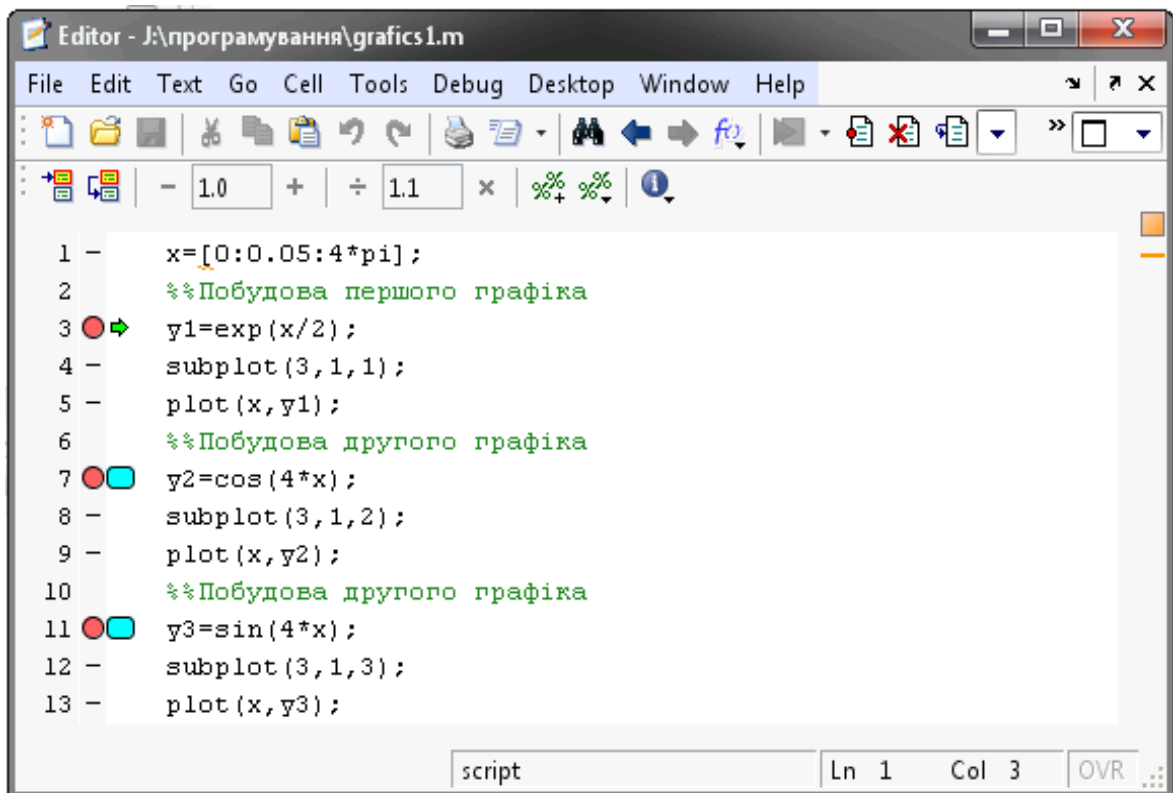 Editor - J:\програмування\grafics1.m
File Edit Text Go Cell Tools Debug Desktop Window Help
1.0 1.1
1 x=[0:0.05:4*pi];
2 %%Побудова першого графіка
3 y1=exp(x/2);
4 subplot(3,1,1);
5 plot(x,y1);
6 %%Побудова другого графіка
7 y2=cos(4*x);
8 subplot(3,1,2);
9 plot(x,y2);
10 %%Побудова другого графіка
11 y3=sin(4*x);
12 subplot(3,1,3);
13 plot(x,y3);
script Ln 1 Col 3 OVR